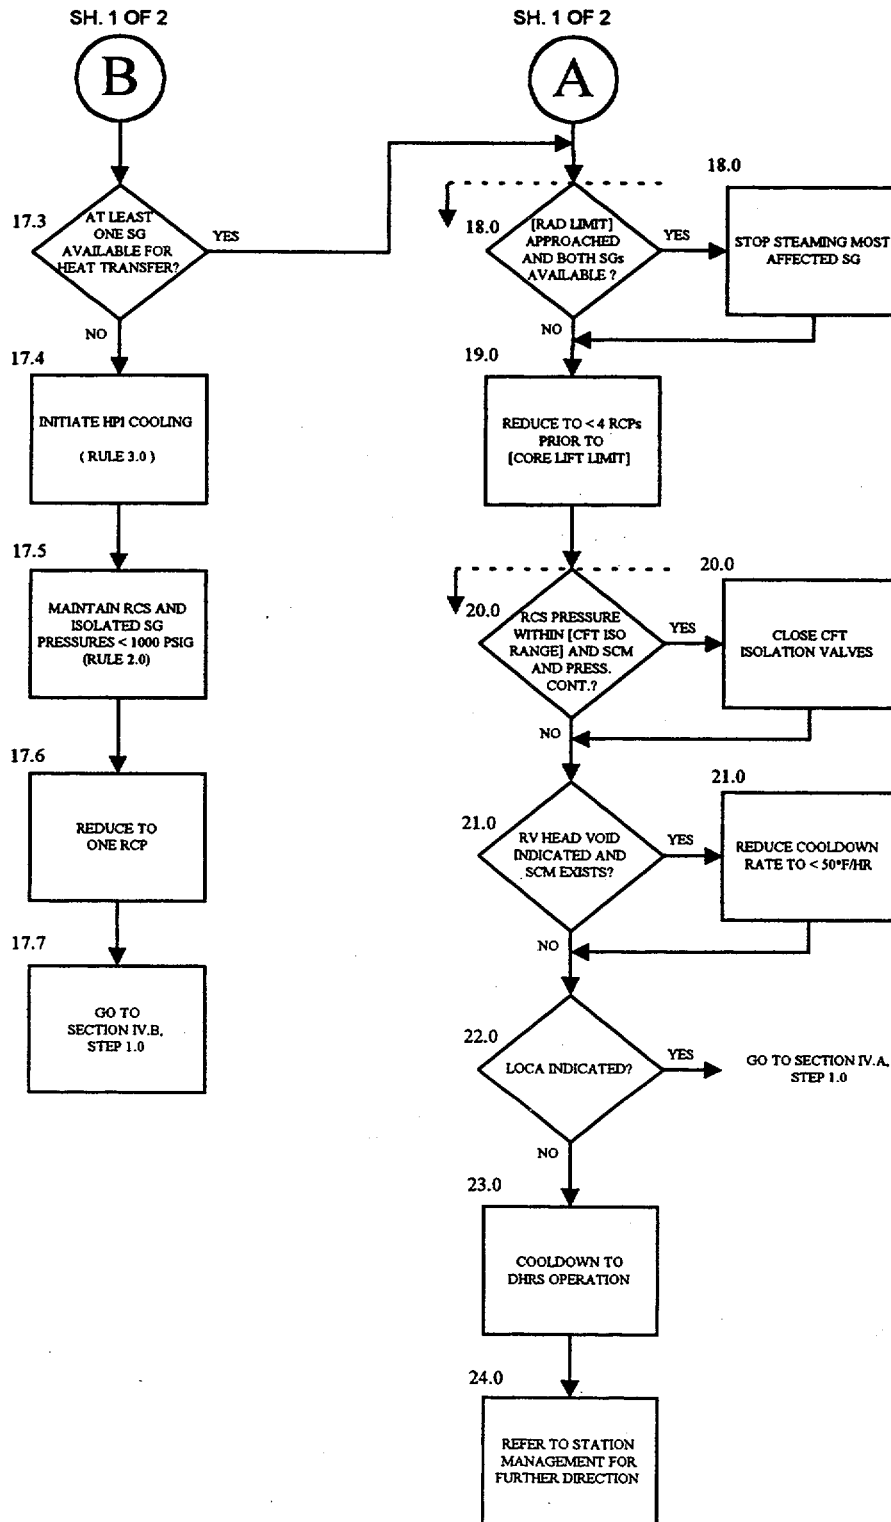 SH. 1 OF 2
B
17.3
AT LEAST
ONE SG
AVAILABLE FOR
HEAT TRANSFER?
YES
NO
17.4
INITIATE HPI COOLING
( RULE 3.0 )
17.5
MAINTAIN RCS AND
ISOLATED SG
PRESSURES < 1000 PSIG
(RULE 2.0)
17.6
REDUCE TO
ONE RCP
17.7
GO TO
SECTION IV.B,
STEP 1.0
SH. 1 OF 2
A
18.0
[RAD LIMIT]
APPROACHED
AND BOTH SGs
AVAILABLE ?
YES
18.0
STOP STEAMING MOST
AFFECTED SG
NO
19.0
REDUCE TO < 4 RCPs
PRIOR TO
[CORE LIFT LIMIT]
20.0
RCS PRESSURE
WITHIN [CFT ISO
RANGE] AND SCM
AND PRESS.
CONT.?
YES
20.0
CLOSE CFT
ISOLATION VALVES
NO
21.0
RV HEAD VOID
INDICATED AND
SCM EXISTS?
YES
21.0
REDUCE COOLDOWN
RATE TO < 50°F/HR
NO
22.0
LOCA INDICATED?
YES
GO TO SECTION IV.A,
STEP 1.0
NO
23.0
COOLDOWN TO
DHRS OPERATION
24.0
REFER TO STATION
MANAGEMENT FOR
FURTHER DIRECTION